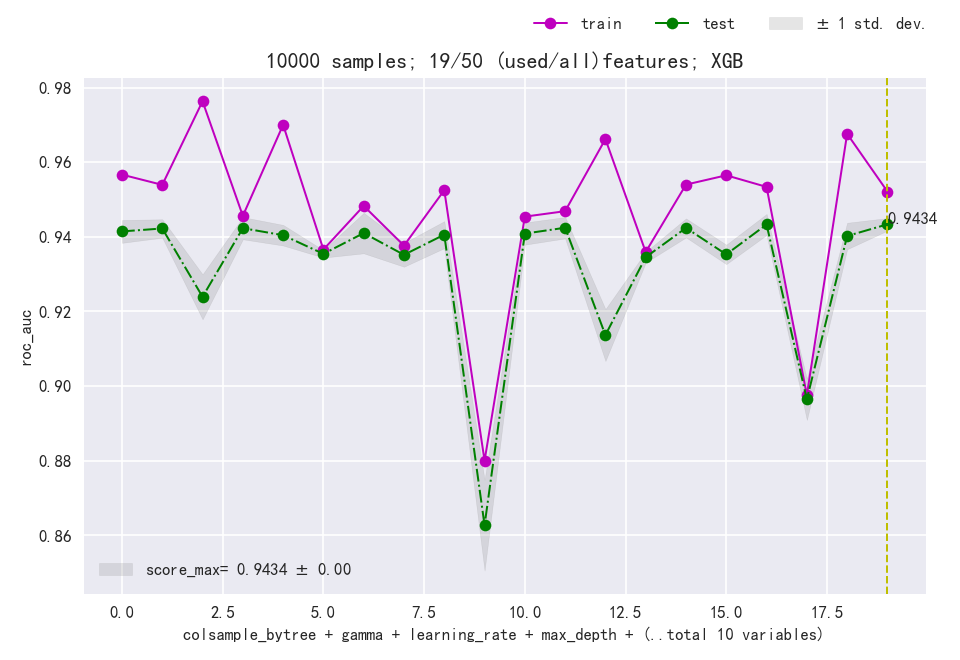 train test ± 1 std. dev.
10000 samples; 19/50 (used/all)features; XGB
0.98
0.96
0.94
0.92
0.90
0.88
0.86
roc_auc
0.9434
score_max= 0.9434 ± 0.00
0.0 2.5 5.0 7.5 10.0 12.5 15.0 17.5
colsample_bytree + gamma + learning_rate + max_depth + (..total 10 variables)